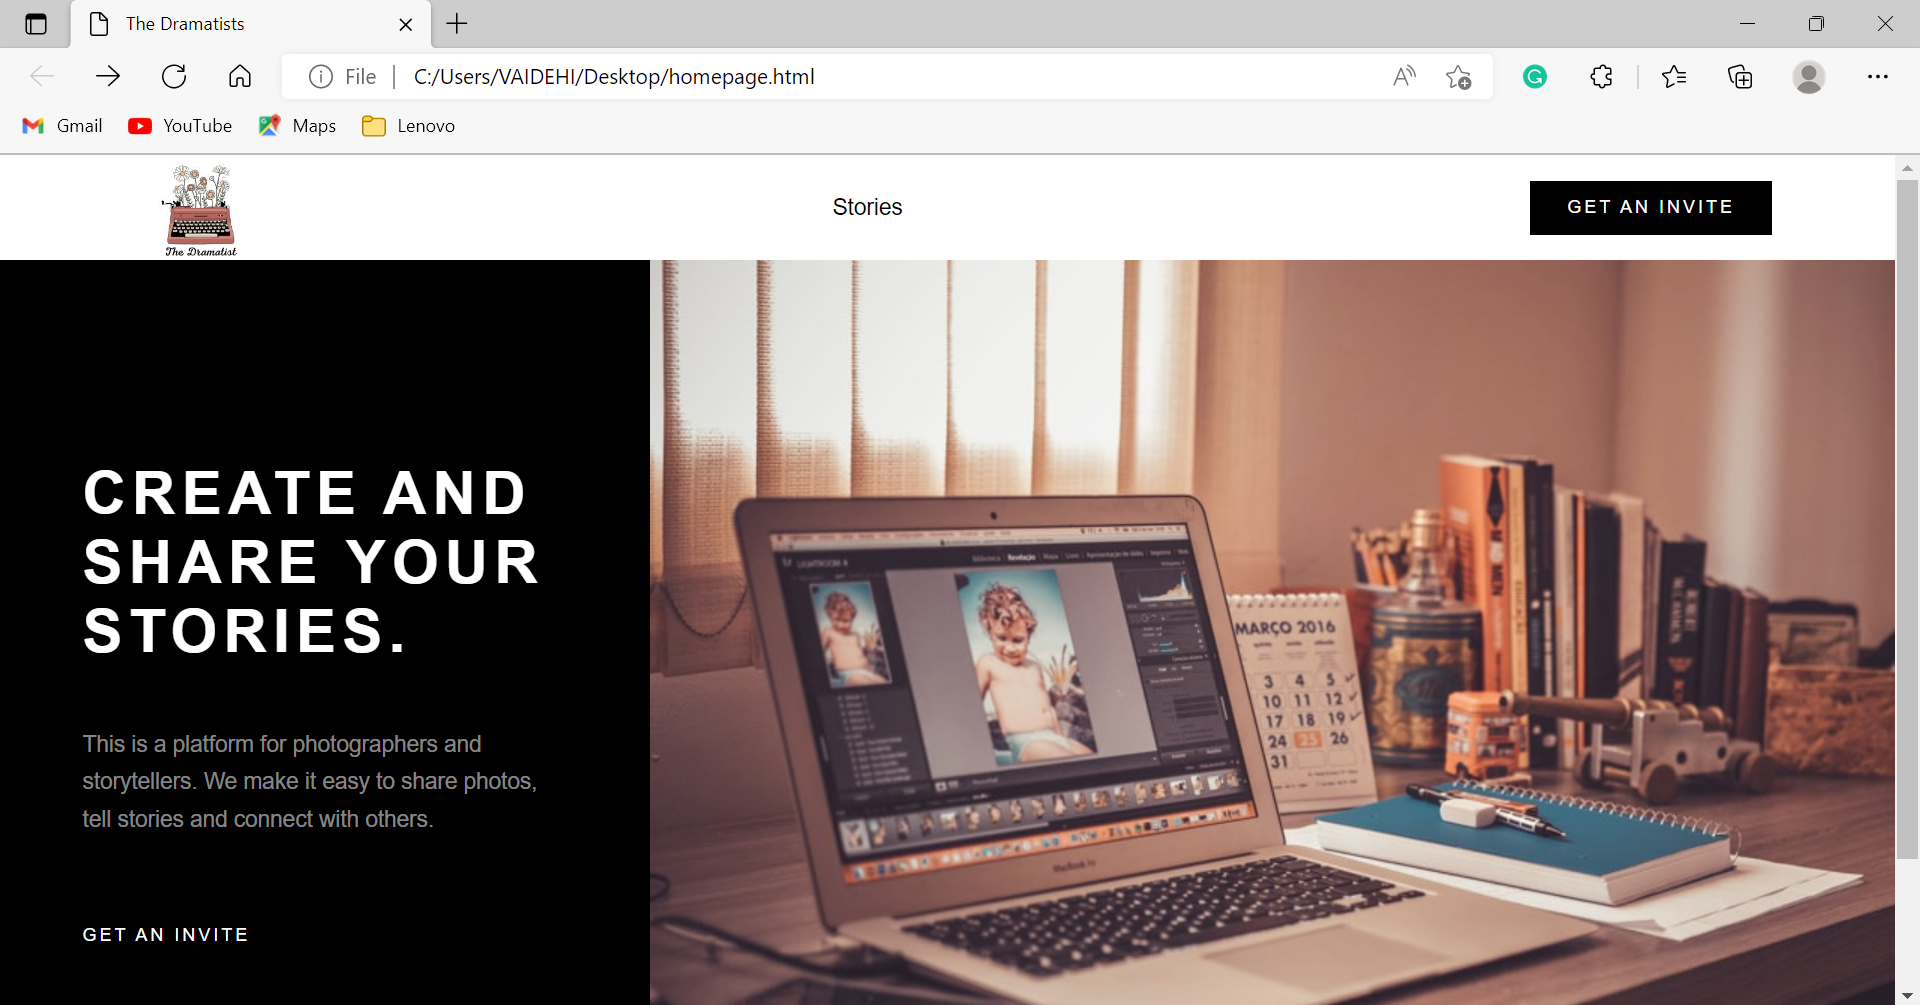 The Dramatists
File
C:/Users/VAIDEHI/Desktop/homepage.html
Gmail
YouTube
Maps
Lenovo
The Dramatist
Stories
GET AN INVITE
CREATE AND
SHARE YOUR
STORIES.
This is a platform for photographers and
storytellers. We make it easy to share photos,
tell stories and connect with others.
GET AN INVITE
LIGHTROOM
Revelação
MARÇO 2016
3 4 5
10 11 12
17 18 19
24 25 26
31